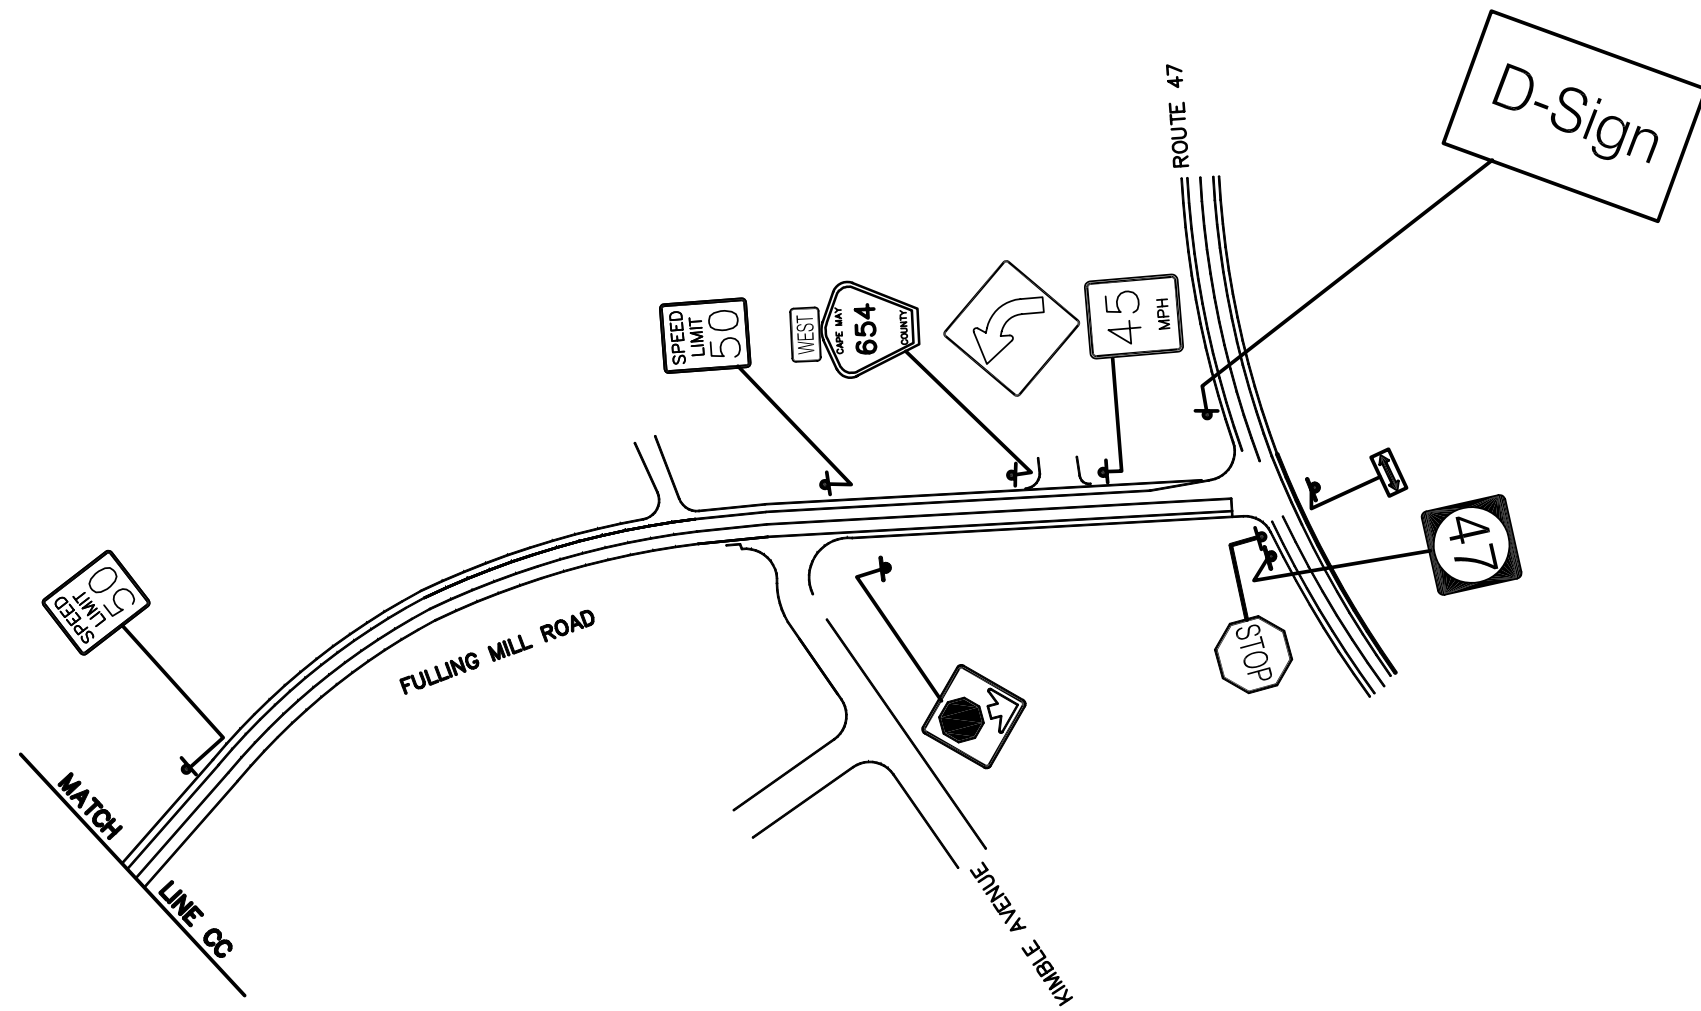 ROUTE 47
D-Sign
SPEED
LIMIT
50
WEST
CAPE MAY
654
COUNTY
45
MPH
47
STOP
SPEED
LIMIT
50
FULLING MILL ROAD
MATCH LINE CC
KIMBLE AVENUE